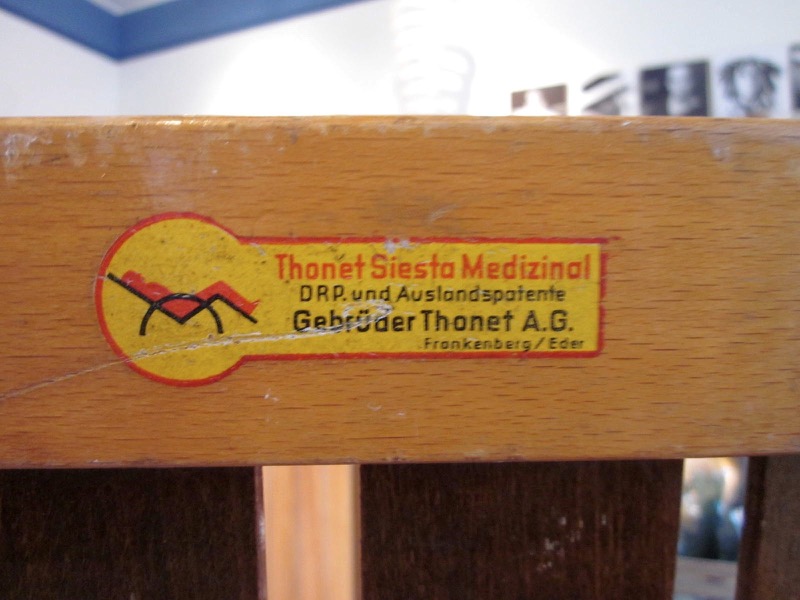 Thonet Siesta Medizinal
DRP. und Auslandspatente
Gebrüder Thonet A.G.
Frankenberg/Eder